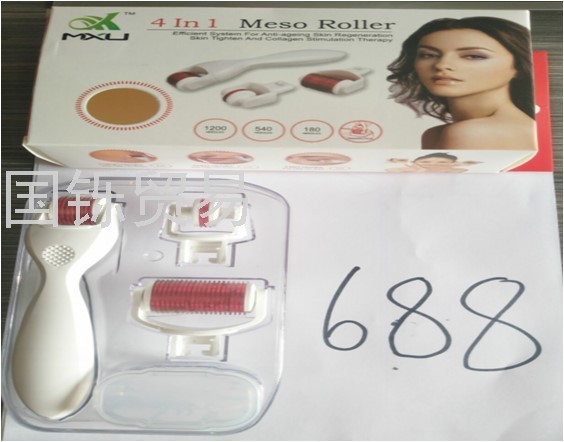 MXU
TM
4 In 1 Meso Roller
Efficient System For Anti-ageing Skin Regeneration
Skin Tighten And Collagen Stimulation Therapy
1200
540
180
国铄贸易
688